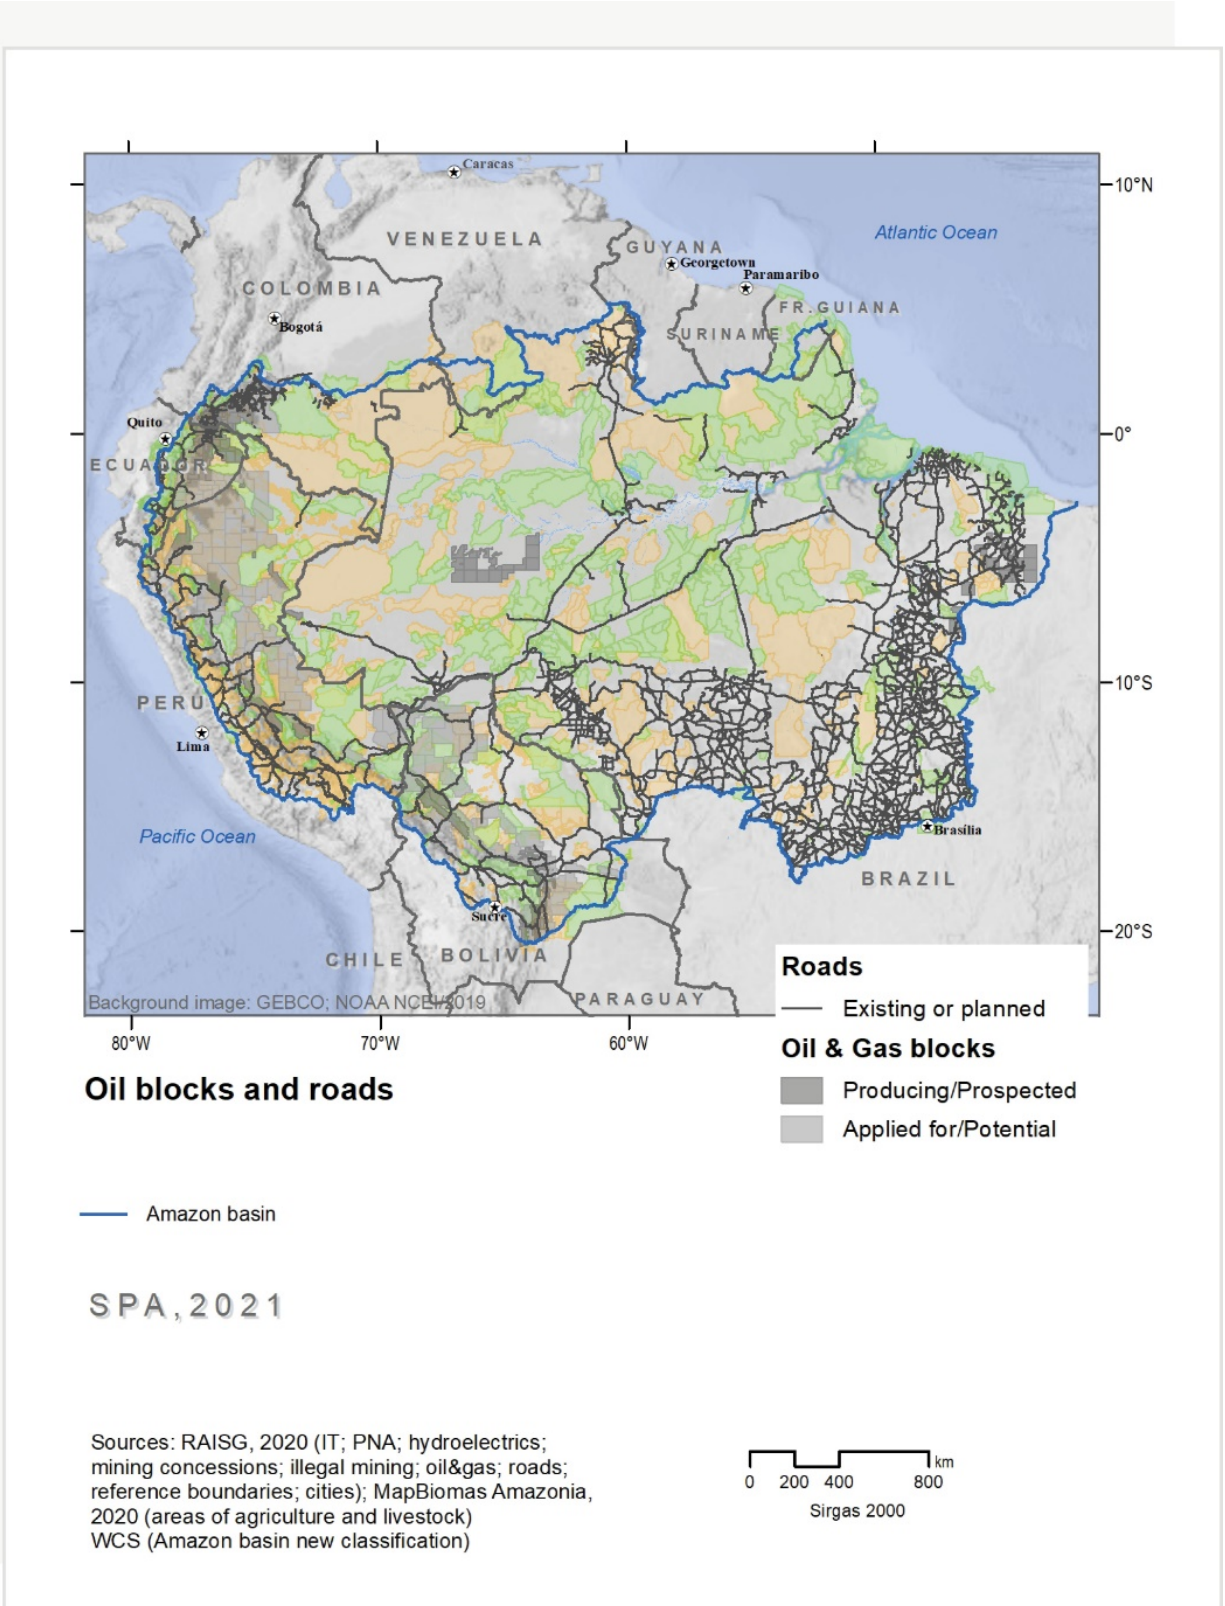 Caracas
10°N
Atlantic Ocean
VENEZUELA
GUYANA
Georgetown
Paramaribo
COLOMBIA
FR.GUIANA
Bogotá
SURINAME
Quito
0°
ECUADOR
10°S
PERU
Lima
Pacific Ocean
Brasília
BRAZIL
Sucre
20°S
CHILE
BOLIVIA
PARAGUAY
Background image: GEBCO; NOAA NCEI/2019
80°W
70°W
60°W
Roads
Existing or planned
Oil & Gas blocks
Producing/Prospected
Applied for/Potential
Oil blocks and roads
Amazon basin
SPA,2021
Sources: RAISG, 2020 (IT; PNA; hydroelectrics;
mining concessions; illegal mining; oil&gas; roads;
reference boundaries; cities); MapBiomas Amazonia,
2020 (areas of agriculture and livestock)
WCS (Amazon basin new classification)
km
0 200 400 800
Sirgas 2000